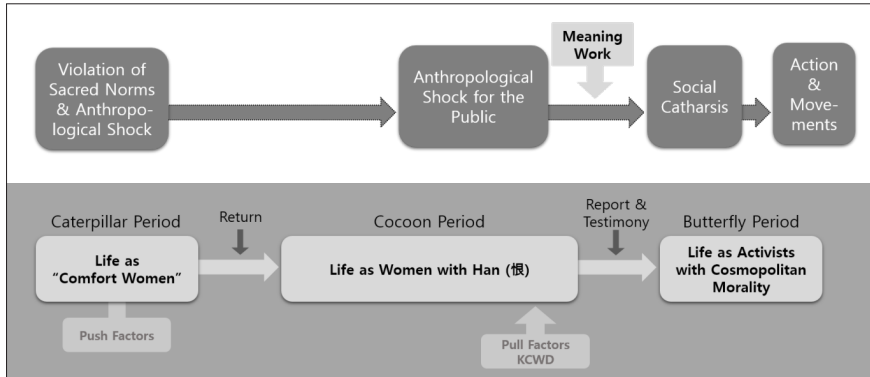 Meaning
Work
Violation of
Sacred Norms
& Anthropo-
logical Shock
Anthropological
Shock for the
Public
Social
Catharsis
Action
&
Move-
ments
Caterpillar Period
Return
Cocoon Period
Report &
Testimony
Butterfly Period
Life as
“Comfort Women”
Life as Women with Han (恨)
Life as Activists
with Cosmopolitan
Morality
Push Factors
Pull Factors
KCWD